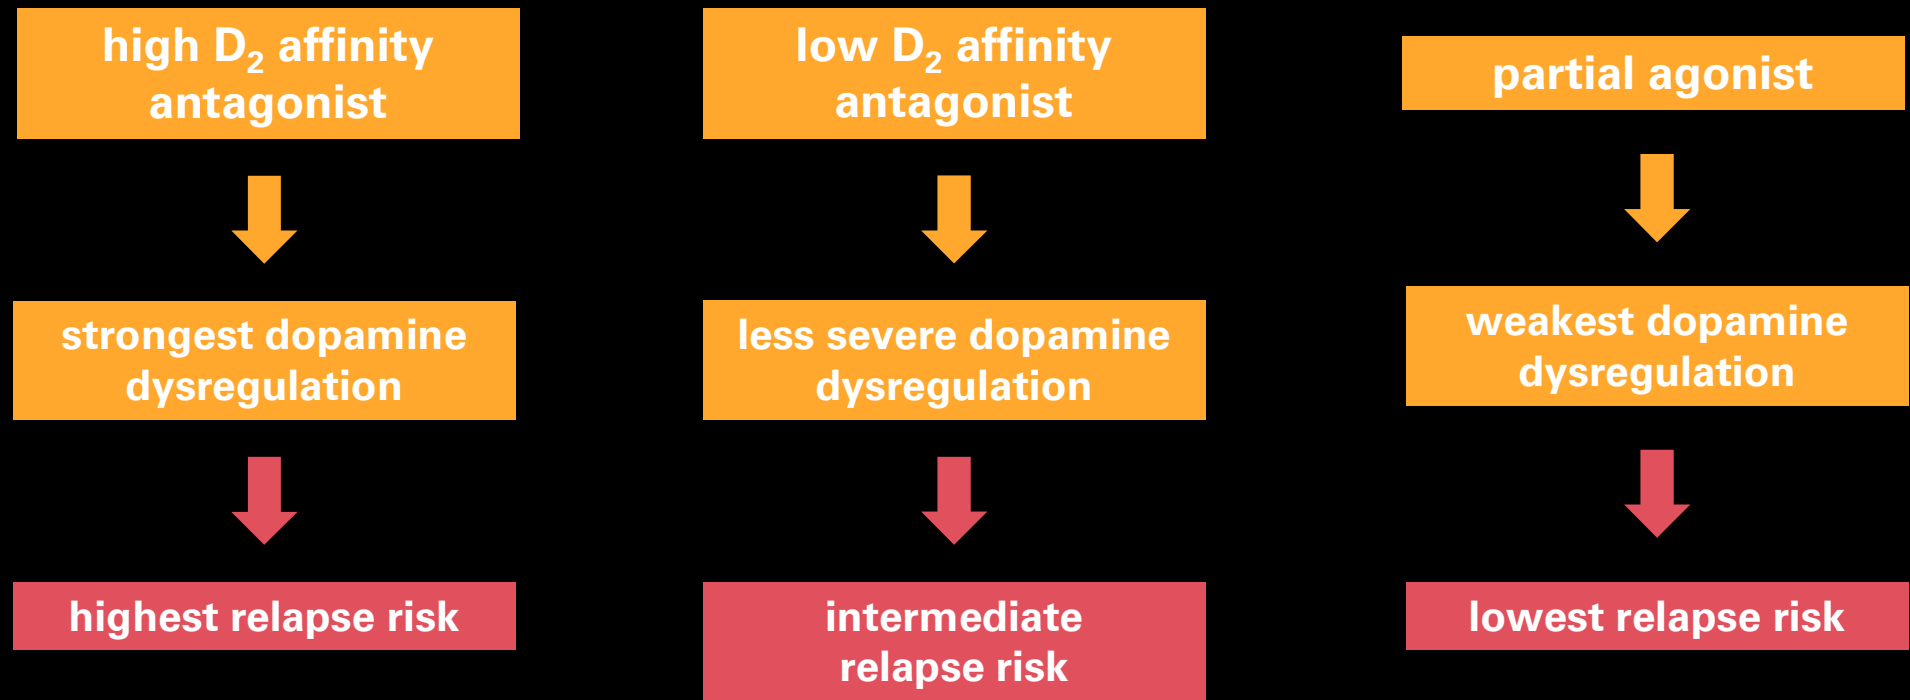 high D₂ affinity
antagonist
strongest dopamine
dysregulation
highest relapse risk
low D₂ affinity
antagonist
less severe dopamine
dysregulation
intermediate
relapse risk
partial agonist
weakest dopamine
dysregulation
lowest relapse risk